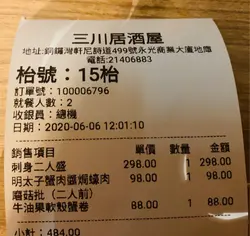 三川居酒屋
地址:銅鑼灣軒尼詩道499號永光商業大廈地庫
電話:21406883
枱號：15枱
訂單號：100006796
就餐人數：2
收銀員：總機
日期：2020-06-06 12:01:10
銷售項目 單價 數量 金額
刺身二人盛 298.00 1 298.00
明太子蟹肉醬焗蠔肉 98.00 1 98.00
蘑菇批（二人前）
牛油果軟殼蟹卷 88.00 1 88.00
小計：484.00